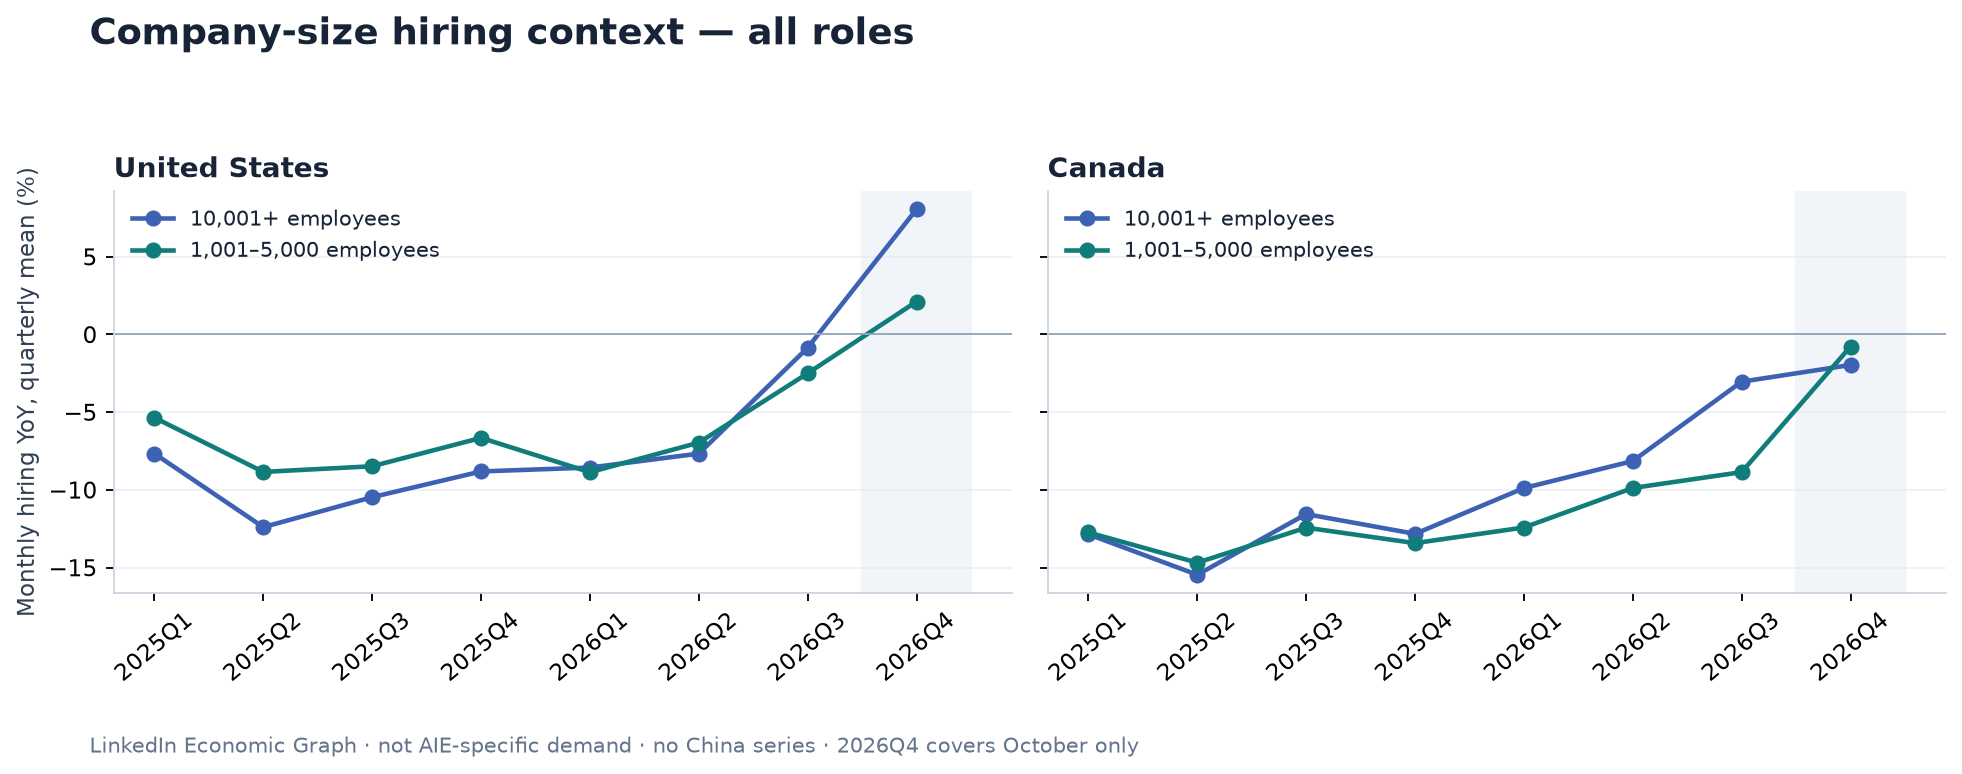 Company-size hiring context — all roles
Monthly hiring YoY, quarterly mean (%)
United States
10,001+ employees
1,001–5,000 employees
5
0
−5
−10
−15
2025Q1
2025Q2
2025Q3
2025Q4
2026Q1
2026Q2
2026Q3
2026Q4
Canada
10,001+ employees
1,001–5,000 employees
2025Q1
2025Q2
2025Q3
2025Q4
2026Q1
2026Q2
2026Q3
2026Q4
LinkedIn Economic Graph · not AIE-specific demand · no China series · 2026Q4 covers October only